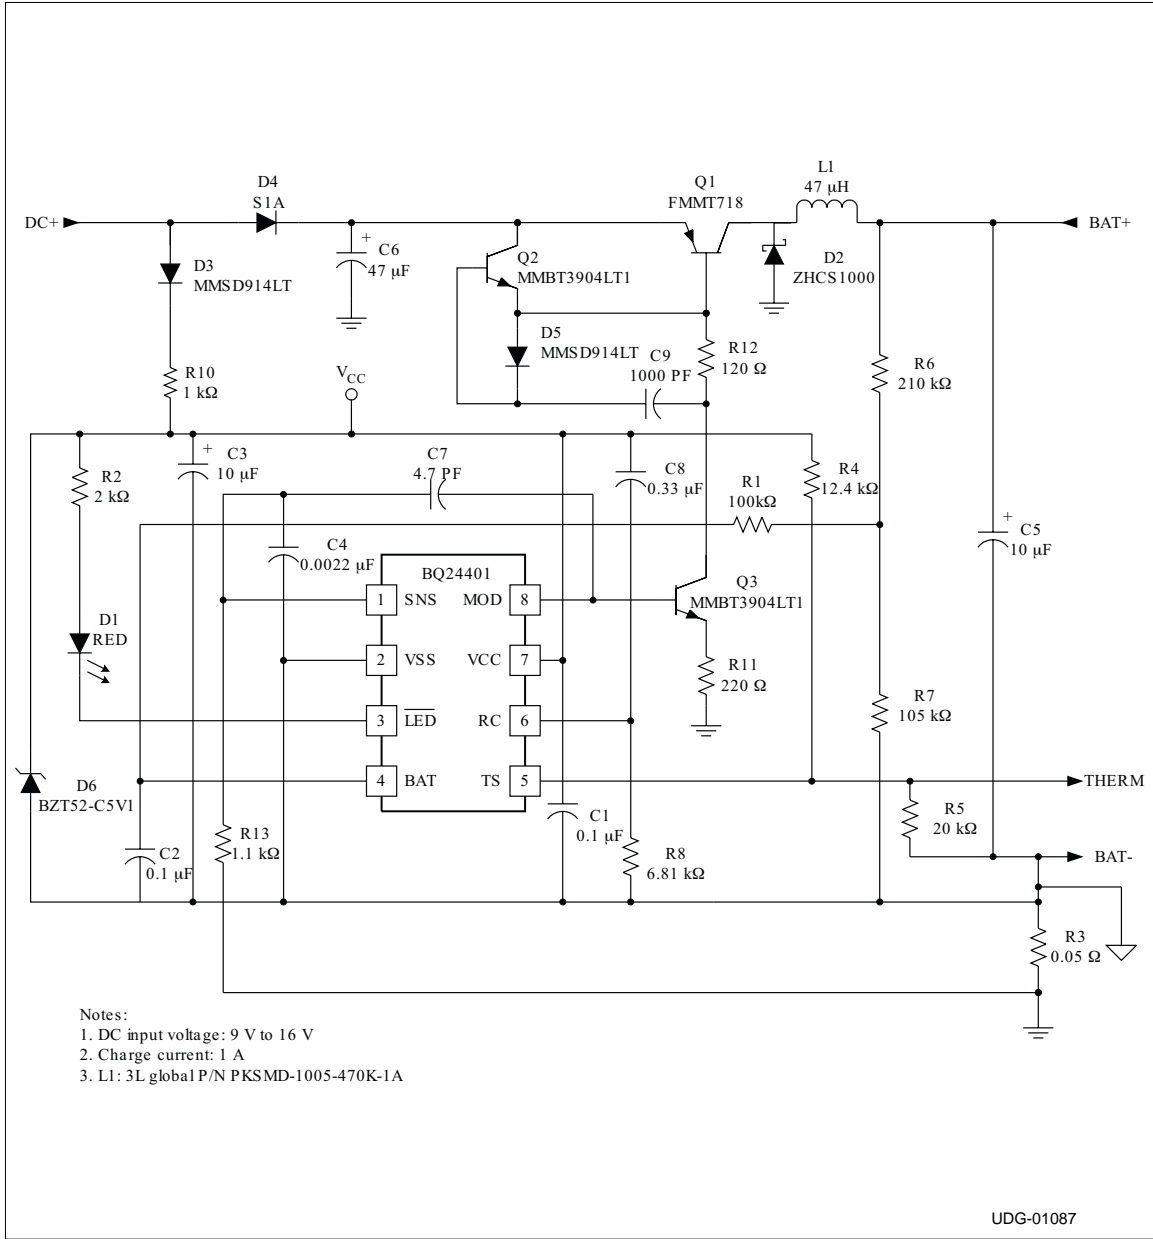 L1
47 µH
D4
S1A
Q1
FMMT718
DC+
BAT+
+
C6
47 µF
D3
MMSD914LT
Q2
MMBT3904LT1
D2
ZHCS1000
D5
MMSD914LT
C9
1000 PF
R12
120 Ω
R10
1 kΩ
VCC
R6
210 kΩ
+
C3
10 µF
R2
2 kΩ
C7
4.7 PF
C8
0.33 µF
R4
12.4 kΩ
R1
100kΩ
+
C5
10 µF
C4
0.0022 µF
BQ24401
1 SNS MOD 8
2 VSS VCC 7
3 LED RC 6
4 BAT TS 5
Q3
MMBT3904LT1
D1
RED
R11
220 Ω
R7
105 kΩ
D6
BZT52-C5V1
THERM
R5
20 kΩ
C1
0.1 µF
R13
1.1 kΩ
C2
0.1 µF
R8
6.81 kΩ
BAT-
R3
0.05 Ω
Notes:
1. DC input voltage: 9 V to 16 V
2. Charge current: 1 A
3. L1: 3L global P/N PKSMD-1005-470K-1A
UDG-01087